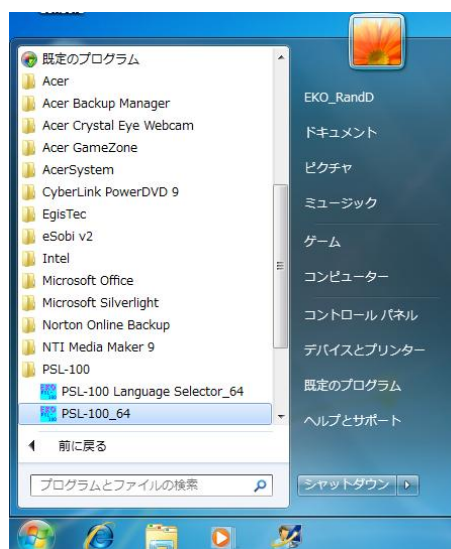 既定のプログラム
Acer
Acer Backup Manager
Acer Crystal Eye Webcam
Acer GameZone
AcerSystem
CyberLink PowerDVD 9
EgisTec
eSobi v2
Intel
Microsoft Office
Microsoft Silverlight
Norton Online Backup
NTI Media Maker 9
PSL-100
PSL-100 Language Selector_64
PSL-100_64
前に戻る
プログラムとファイルの検索
EKO_RandD
ドキュメント
ピクチャ
ミュージック
ゲーム
コンピューター
コントロール パネル
デバイスとプリンター
既定のプログラム
ヘルプとサポート
シャットダウン